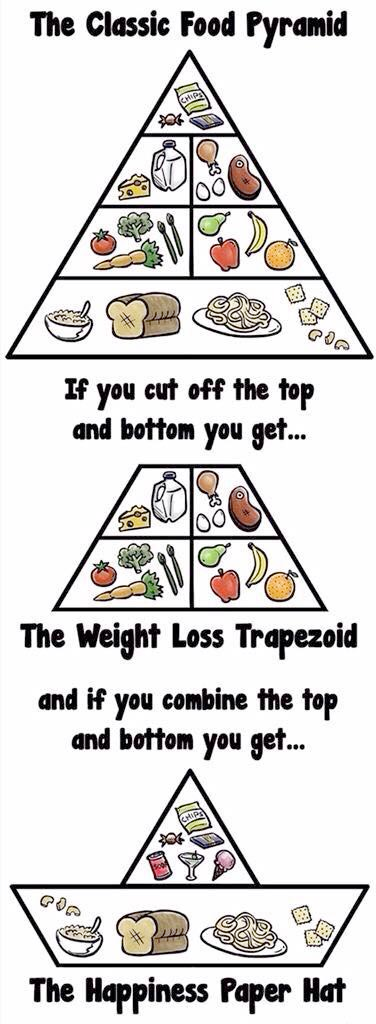 The Classic Food Pyramid
CHIPS
If you cut off the top
and bottom you get...
The Weight Loss Trapezoid
and if you combine the top
and bottom you get...
CHIPS
SODA
The Happiness Paper Hat